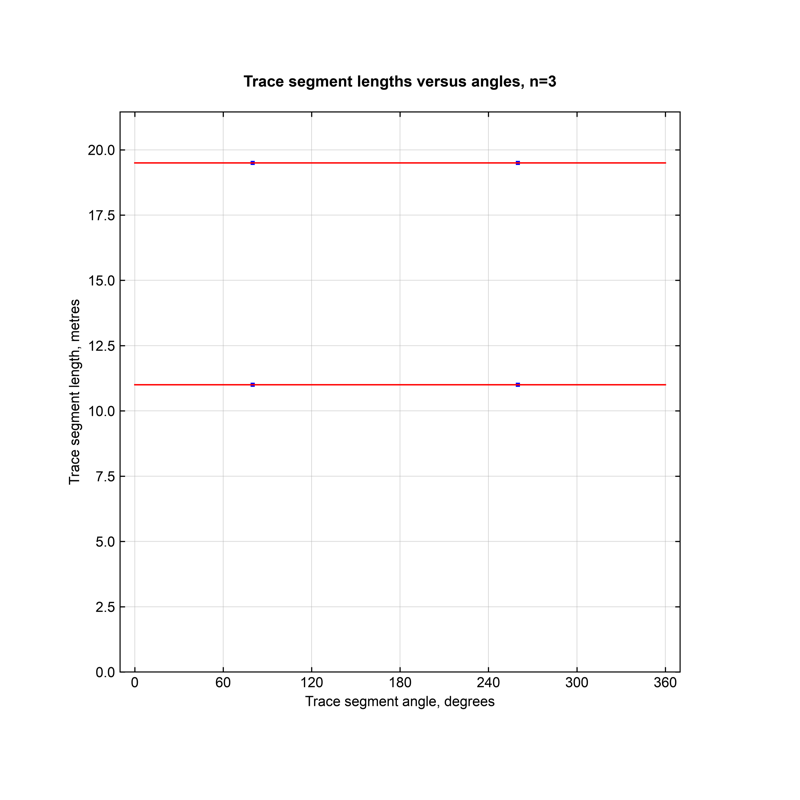 Trace segment lengths versus angles, n=3
20.0
17.5
15.0
12.5
10.0
7.5
5.0
2.5
0.0
Trace segment length, metres
0 60 120 180 240 300 360
Trace segment angle, degrees